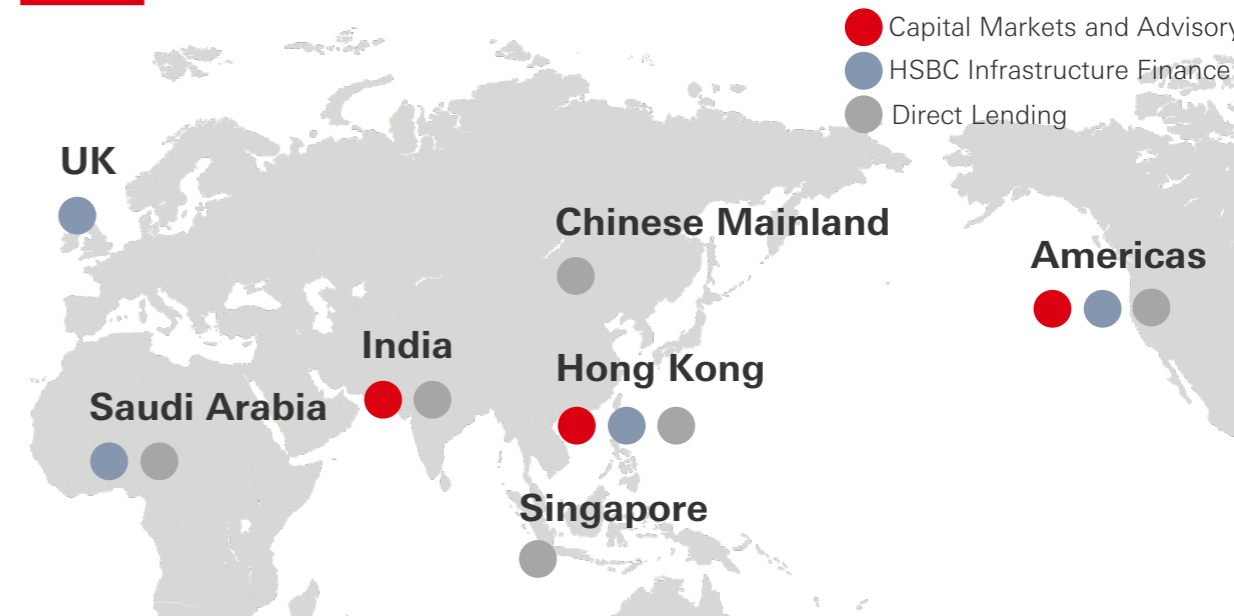 Capital Markets and Advisory
HSBC Infrastructure Finance
Direct Lending
UK
Chinese Mainland
Americas
India
Hong Kong
Saudi Arabia
Singapore